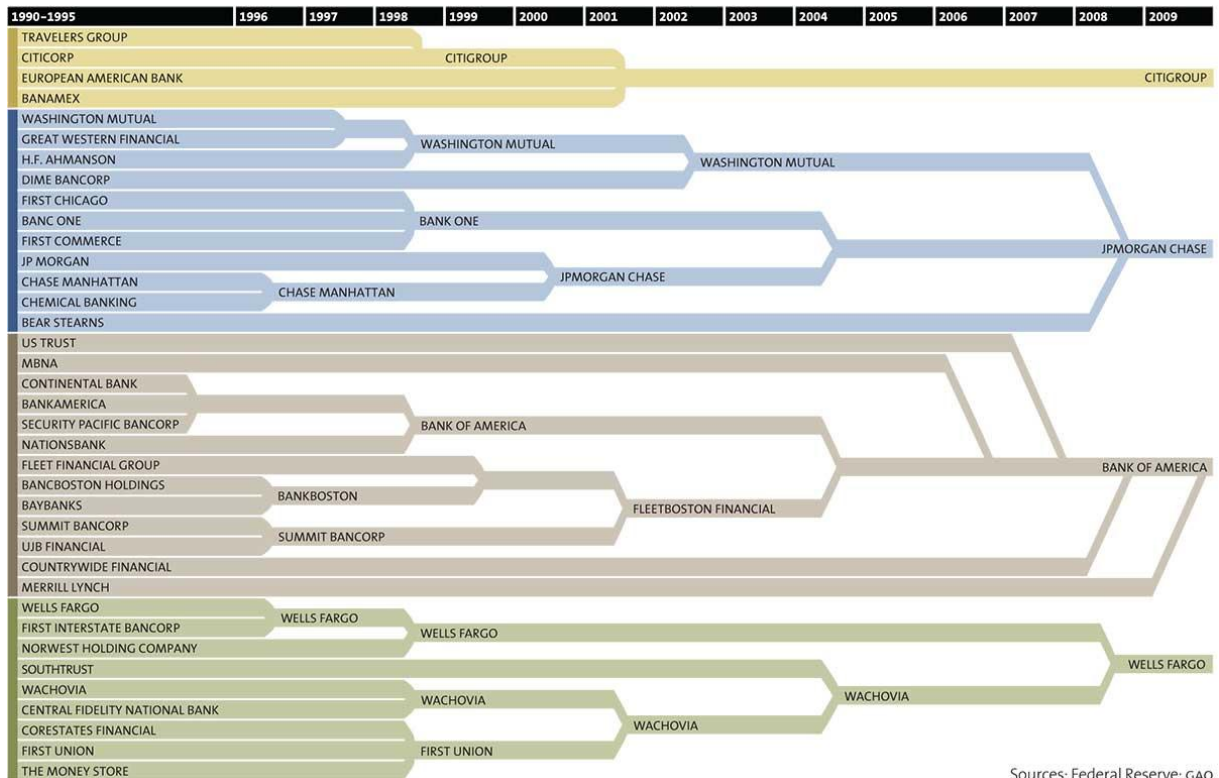 1990–1995 1996 1997 1998 1999 2000 2001 2002 2003 2004 2005 2006 2007 2008 2009
TRAVELERS GROUP
CITICORP CITIGROUP
EUROPEAN AMERICAN BANK CITIGROUP
BANAMEX
WASHINGTON MUTUAL
GREAT WESTERN FINANCIAL WASHINGTON MUTUAL
H.F. AHMANSON WASHINGTON MUTUAL
DIME BANCORP
FIRST CHICAGO
BANC ONE BANK ONE
FIRST COMMERCE JPMORGAN CHASE
JP MORGAN
CHASE MANHATTAN JPMORGAN CHASE
CHASE MANHATTAN
CHEMICAL BANKING
BEAR STEARNS
US TRUST
MBNA
CONTINENTAL BANK
BANKAMERICA
SECURITY PACIFIC BANCORP BANK OF AMERICA
NATIONSBANK
FLEET FINANCIAL GROUP BANK OF AMERICA
BANCBOSTON HOLDINGS
BANKBOSTON
BAYBANKS FLEETBOSTON FINANCIAL
SUMMIT BANCORP
SUMMIT BANCORP
UJB FINANCIAL
COUNTRYWIDE FINANCIAL
MERRILL LYNCH
WELLS FARGO
WELLS FARGO
FIRST INTERSTATE BANCORP WELLS FARGO
NORWEST HOLDING COMPANY
SOUTHTRUST WELLS FARGO
WACHOVIA WACHOVIA
WACHOVIA
CENTRAL FIDELITY NATIONAL BANK
CORESTATES FINANCIAL WACHOVIA
FIRST UNION FIRST UNION
THE MONEY STORE
Sources: Federal Reserve; GAO